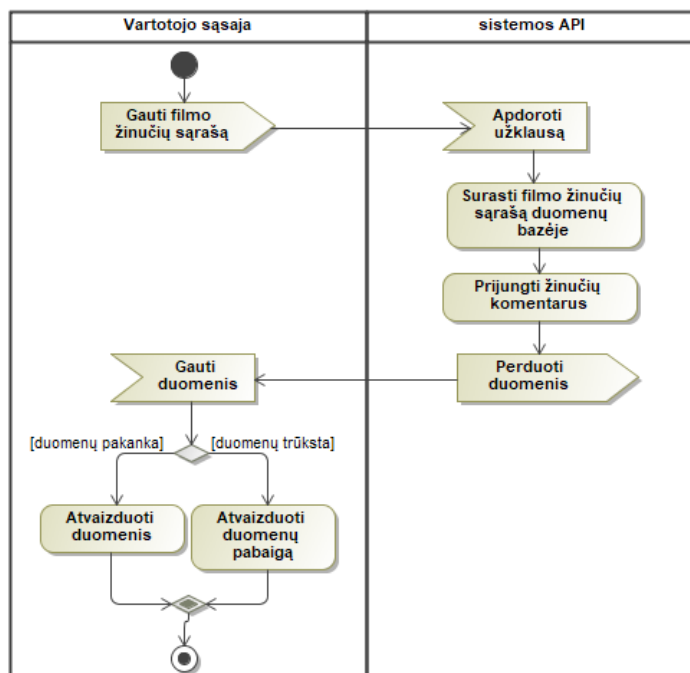 Vartotojo sąsaja
sistemos API
Gauti filmo
žinučių sąrašą
Apdoroti
užklausą
Surasti filmo žinučių
sąrašą duomenų
bazėje
Prijungti žinučių
komentarus
Perduoti
duomenis
Gauti
duomenis
[duomenų pakanka]
[duomenų trūksta]
Atvaizduoti
duomenis
Atvaizduoti
duomenų
pabaigą